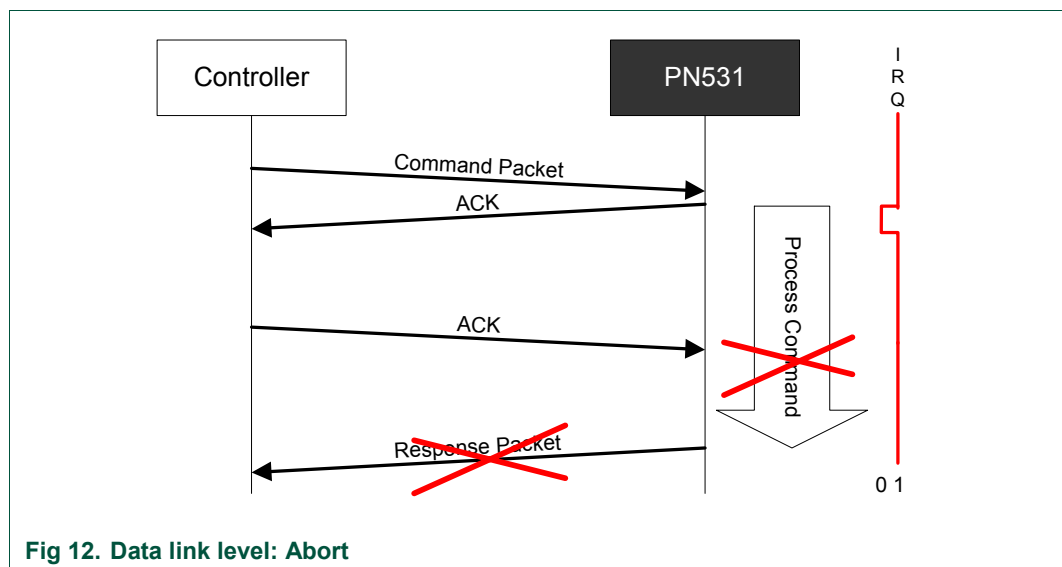 Controller
PN531
I
R
Q
Command Packet
ACK
Process Command
ACK
Response Packet
0 1
Fig 12. Data link level: Abort